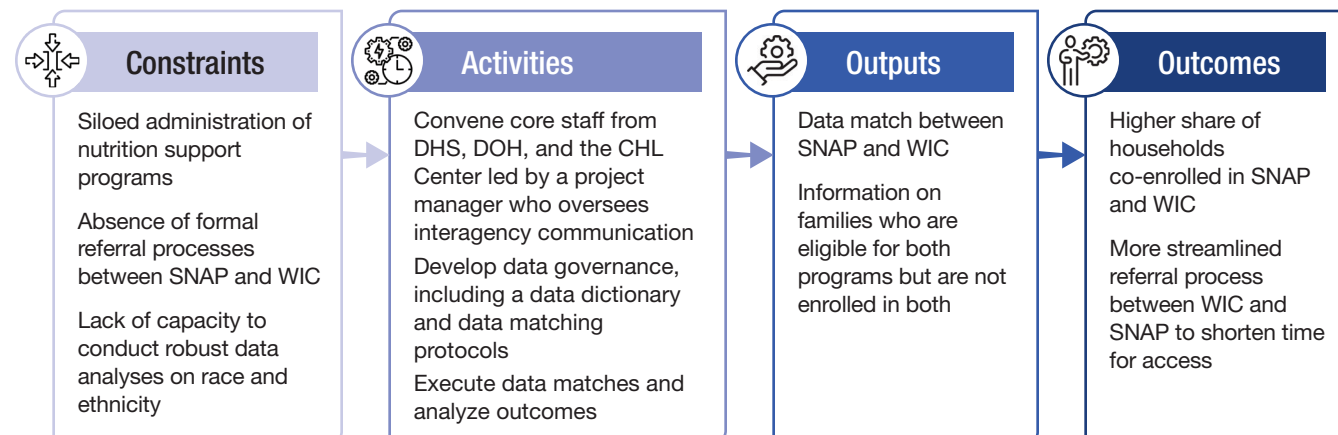 Constraints
Siloed administration of
nutrition support
programs
Absence of formal
referral processes
between SNAP and WIC
Lack of capacity to
conduct robust data
analyses on race and
ethnicity
Activities
Convene core staff from
DHS, DOH, and the CHL
Center led by a project
manager who oversees
interagency communication
Develop data governance,
including a data dictionary
and data matching
protocols
Execute data matches and
analyze outcomes
Outputs
Data match between
SNAP and WIC
Information on
families who are
eligible for both
programs but are not
enrolled in both
Outcomes
Higher share of
households
co-enrolled in SNAP
and WIC
More streamlined
referral process
between WIC and
SNAP to shorten time
for access